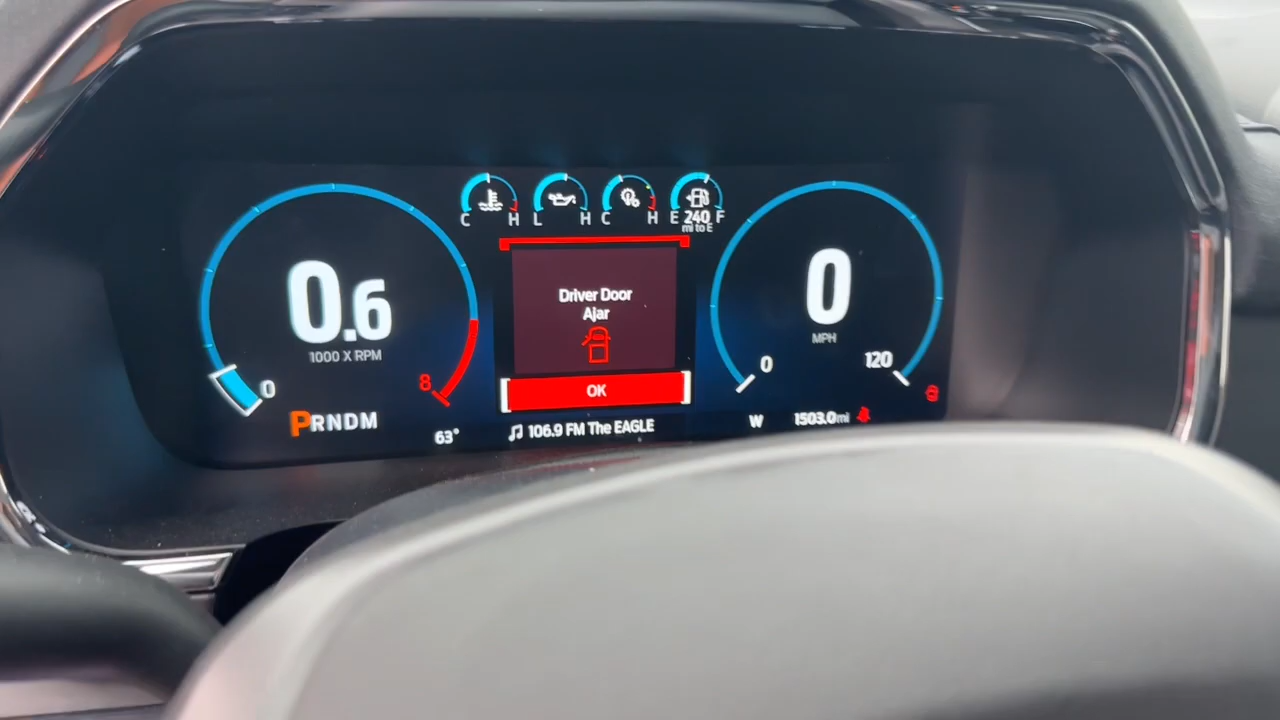 C H L H C H E 240 F
mi to E
0.6
1000 X RPM
0
8
PRNDM
63°
Driver Door
Ajar
OK
106.9 FM The EAGLE
0
MPH
0
120
W
1503.0mi